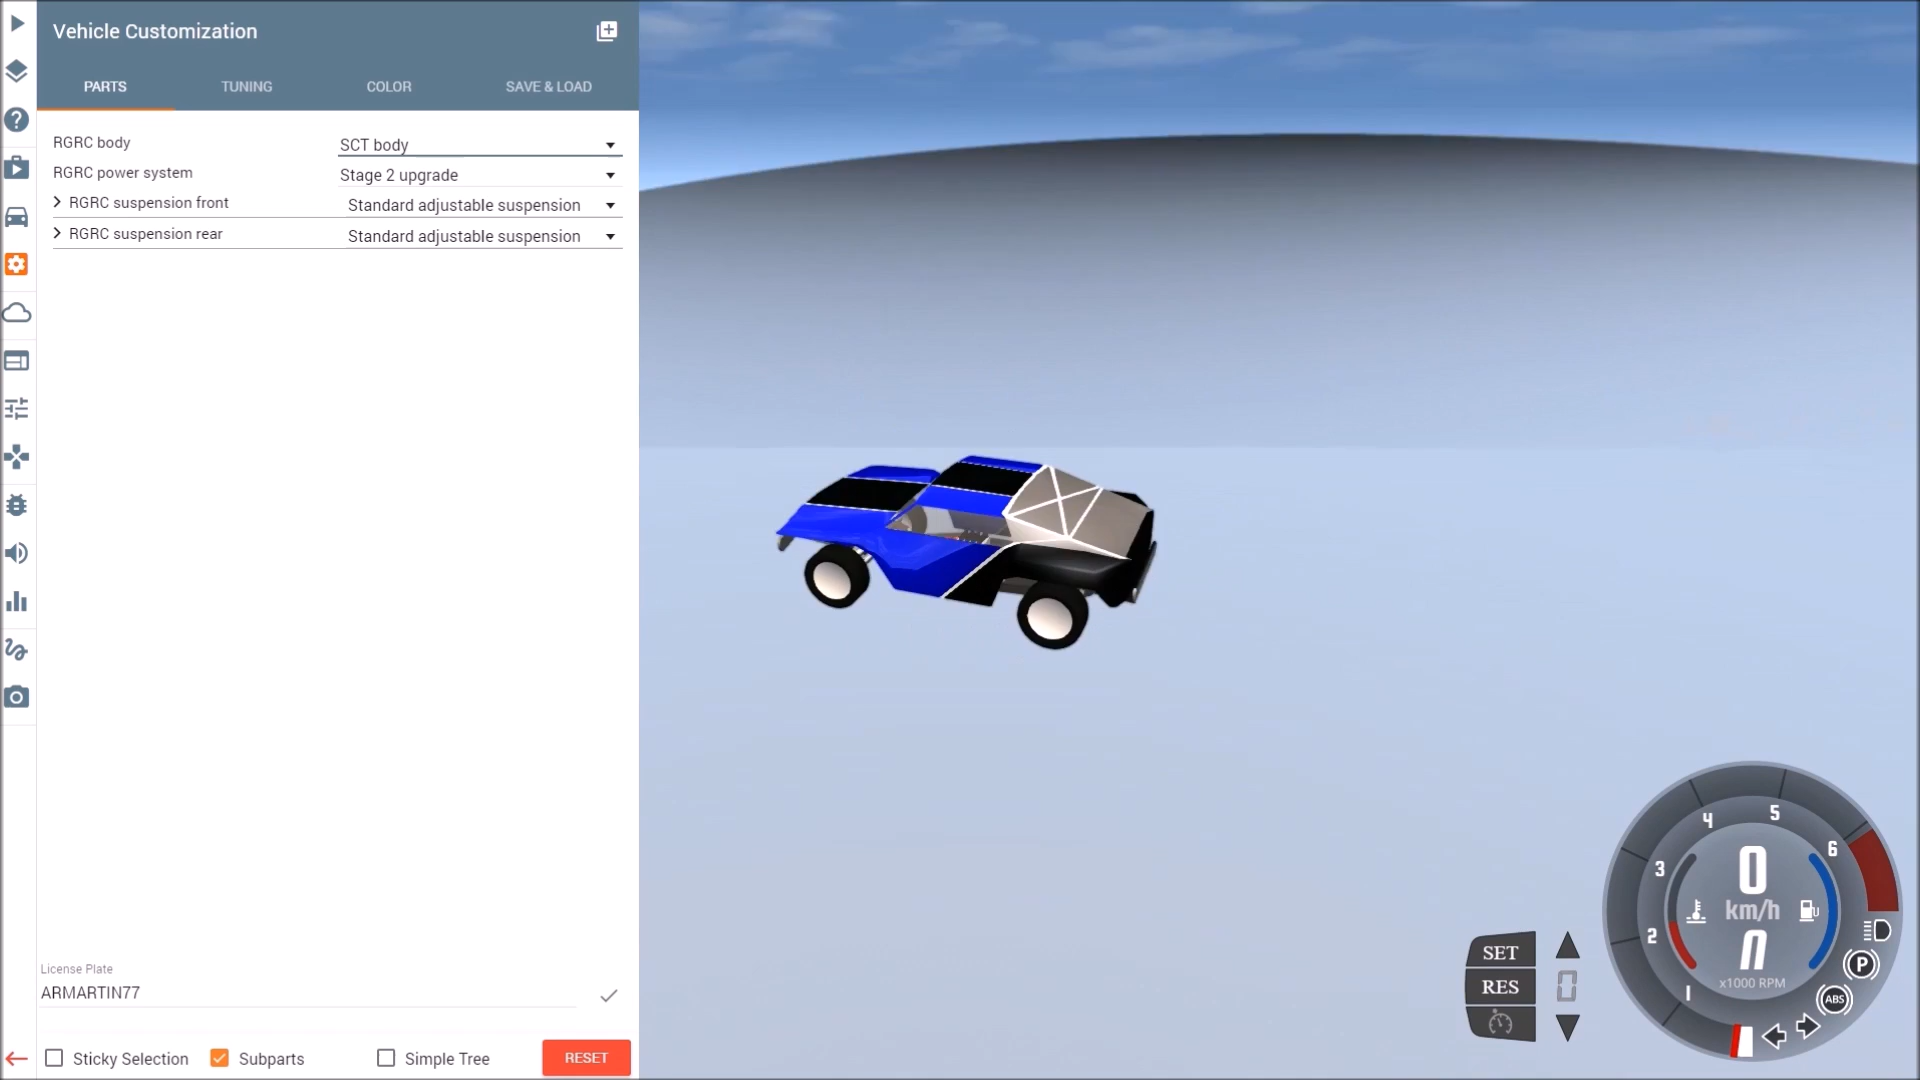 Vehicle Customization
PARTS TUNING COLOR SAVE & LOAD
RGRC body SCT body
RGRC power system Stage 2 upgrade
RGRC suspension front Standard adjustable suspension
RGRC suspension rear Standard adjustable suspension
License Plate
ARMARTIN77
Sticky Selection Subparts Simple Tree RESET
SET
RES
0
1
2
3
4
5
6
0
km/h
n
x1000 RPM
P
ABS